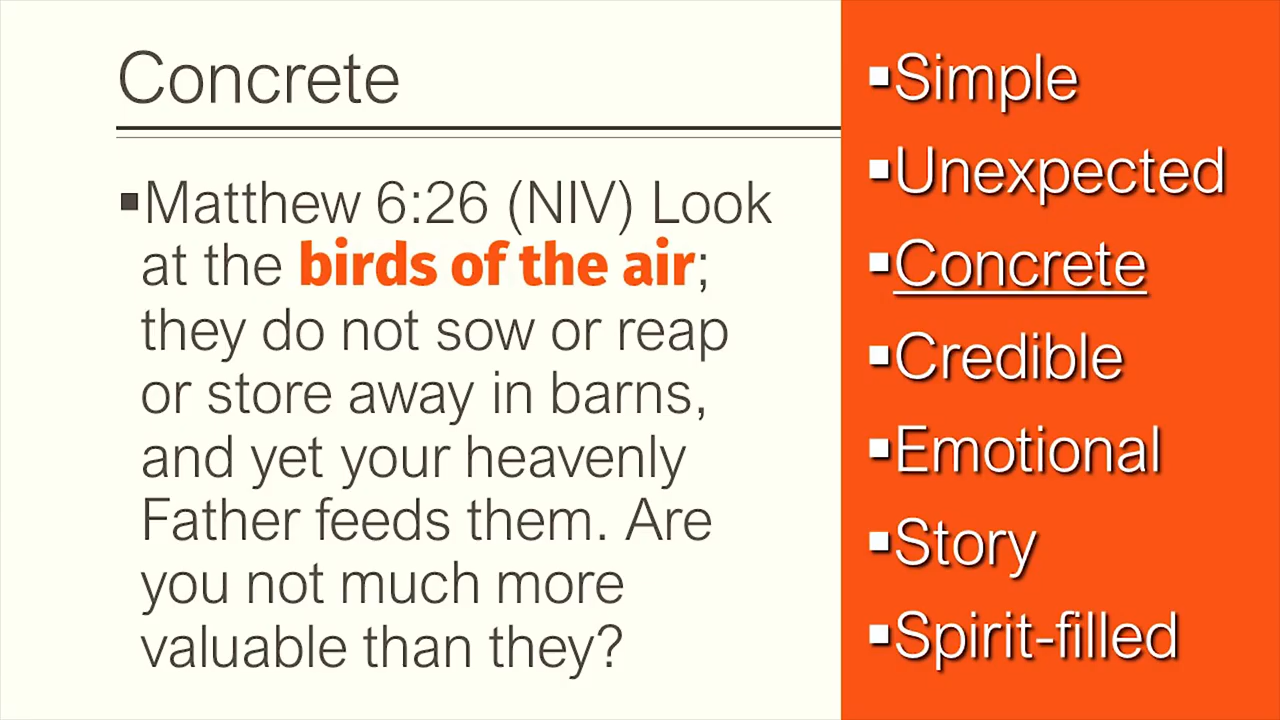 Concrete
▪Matthew 6:26 (NIV) Look
at the birds of the air;
they do not sow or reap
or store away in barns,
and yet your heavenly
Father feeds them. Are
you not much more
valuable than they?
▪Simple
▪Unexpected
▪Concrete
▪Credible
▪Emotional
▪Story
▪Spirit-filled